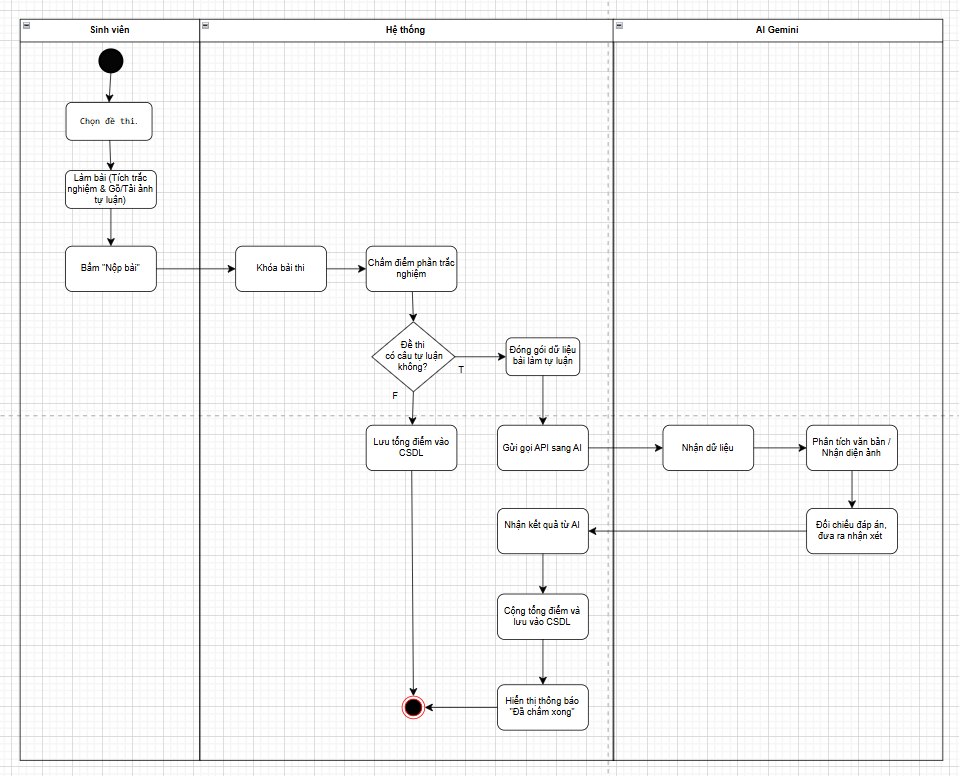 Sinh viên
Hệ thống
AI Gemini
Chọn đề thi.
Làm bài (Tích trắc
nghiệm & Gõ/Tải ảnh
tự luận)
Bấm "Nộp bài"
Khóa bài thi
Chấm điểm phần trắc
nghiệm
Đề thi
có câu tự luận
không?
T
F
Đóng gói dữ liệu
bài làm tự luận
Lưu tổng điểm vào
CSDL
Gửi gọi API sang AI
Nhận dữ liệu
Phân tích văn bản /
Nhận diện ảnh
Nhận kết quả từ AI
Đối chiếu đáp án,
đưa ra nhận xét
Cộng tổng điểm và
lưu vào CSDL
Hiển thị thông báo
"Đã chấm xong"